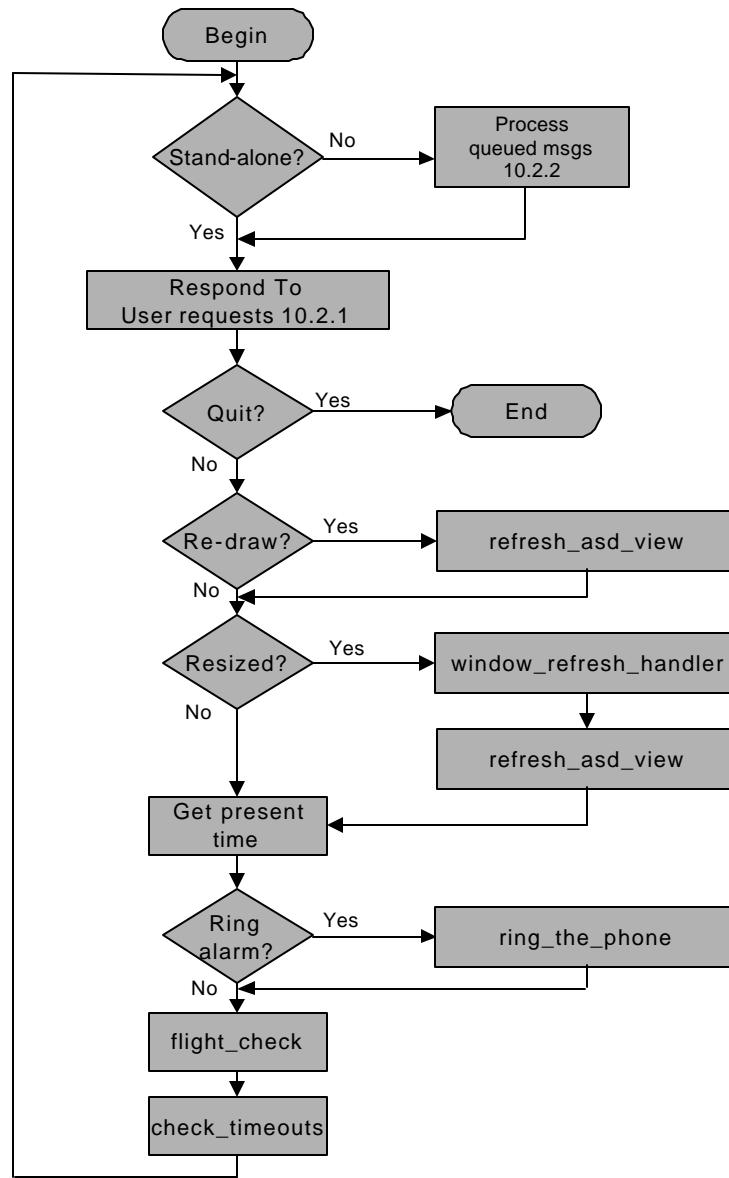 Begin
Stand-alone?
No
Process
queued msgs
10.2.2
Yes
Respond To
User requests 10.2.1
Quit?
Yes
End
No
Re-draw?
Yes
refresh_asd_view
No
Resized?
Yes
window_refresh_handler
No
refresh_asd_view
Get present
time
Ring
alarm?
Yes
ring_the_phone
No
flight_check
check_timeouts